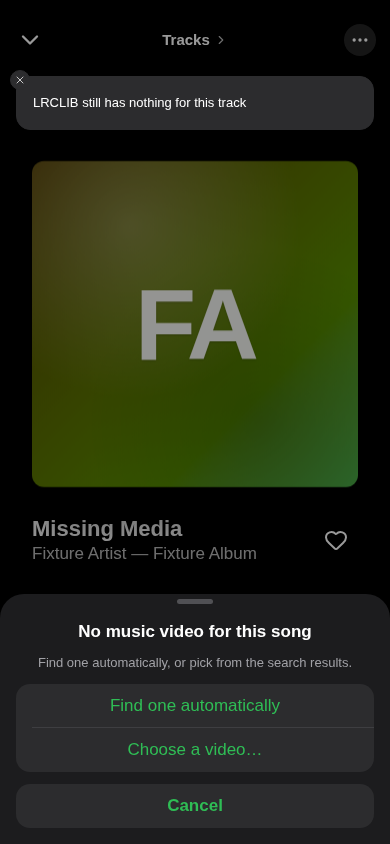 Tracks
LRCLIB still has nothing for this track
FA
Missing Media
Fixture Artist — Fixture Album
No music video for this song
Find one automatically, or pick from the search results.
Find one automatically
Choose a video…
Cancel